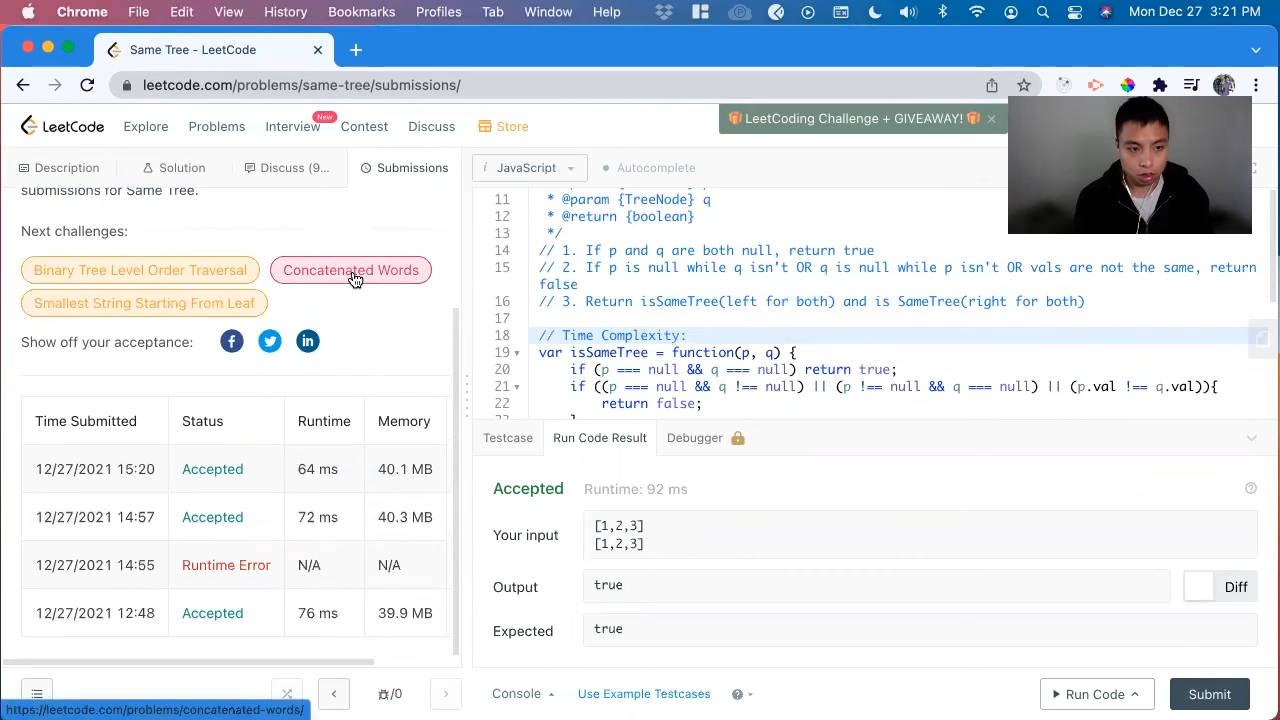 Chrome File Edit View History Bookmarks Profiles Tab Window Help Mon Dec 27 3:21 PM
Same Tree - LeetCode
leetcode.com/problems/same-tree/submissions/
LeetCode Explore Problems Interview New Contest Discuss Store
🎁 LeetCoding Challenge + GIVEAWAY! 🎁
Description Solution Discuss (9... Submissions
i JavaScript Autocomplete
submissions for Same Tree.
Next challenges:
Binary Tree Level Order Traversal Concatenated Words
Smallest String Starting From Leaf
Show off your acceptance:
Time Submitted Status Runtime Memory
12/27/2021 15:20 Accepted 64 ms 40.1 MB
12/27/2021 14:57 Accepted 72 ms 40.3 MB
12/27/2021 14:55 Runtime Error N/A N/A
12/27/2021 12:48 Accepted 76 ms 39.9 MB
/0
https://leetcode.com/problems/concatenated-words/
11 * @param {TreeNode} q
12 * @return {boolean}
13 */
14 // 1. If p and q are both null, return true
15 // 2. If p is null while q isn't OR q is null while p isn't OR vals are not the same, return
false
16 // 3. Return isSameTree(left for both) and is SameTree(right for both)
17
18 // Time Complexity:
19 var isSameTree = function(p, q) {
20 if (p === null && q === null) return true;
21 if ((p === null && q !== null) || (p !== null && q === null) || (p.val !== q.val)){
22 return false;
Testcase Run Code Result Debugger
Accepted Runtime: 92 ms
Your input
[1,2,3]
[1,2,3]
Output true Diff
Expected true
Console Use Example Testcases Run Code Submit